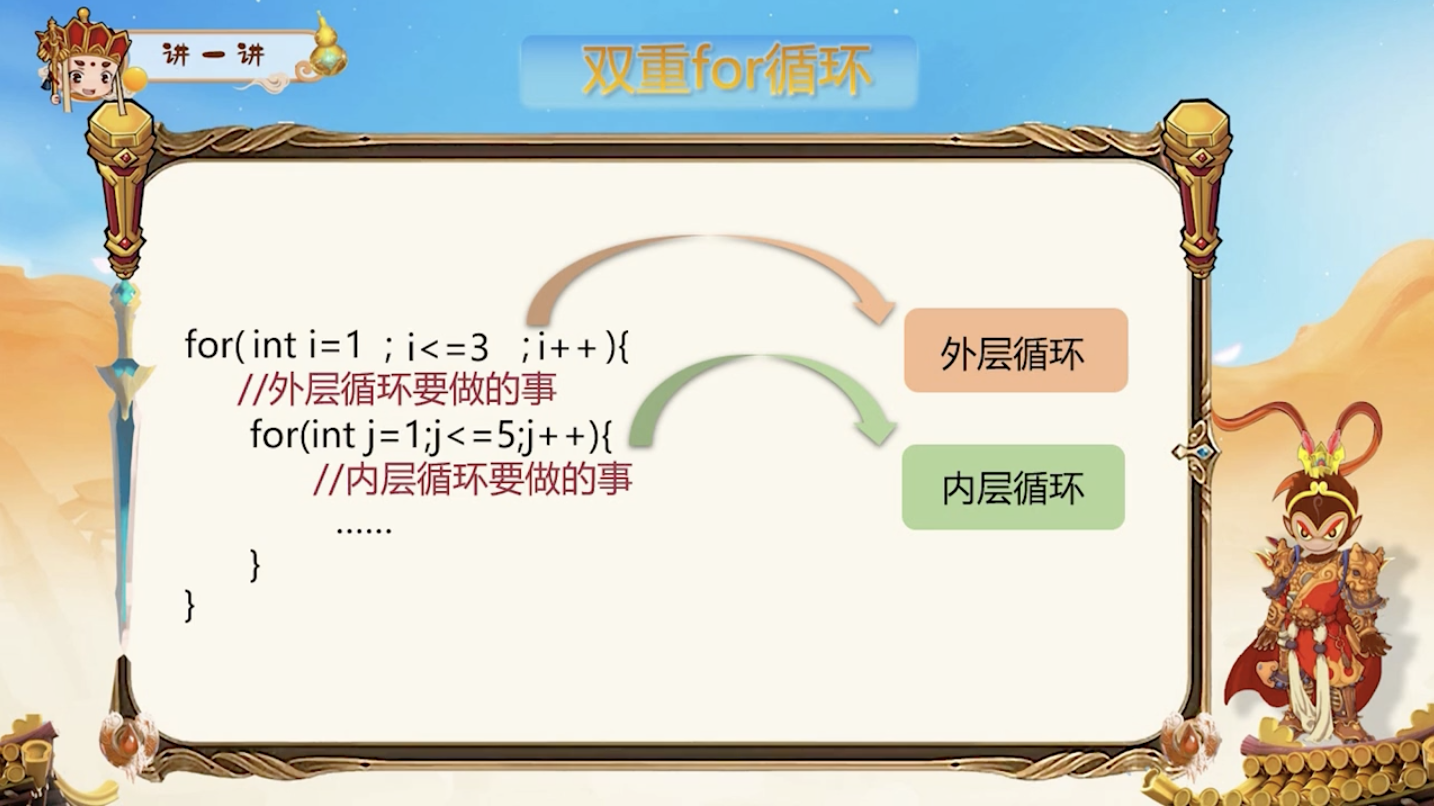 讲一讲
双重for循环
for( int i=1 ; i<=3 ; i++ ){
//外层循环要做的事
for(int j=1;j<=5;j++){
//内层循环要做的事
......
}
}
外层循环
内层循环